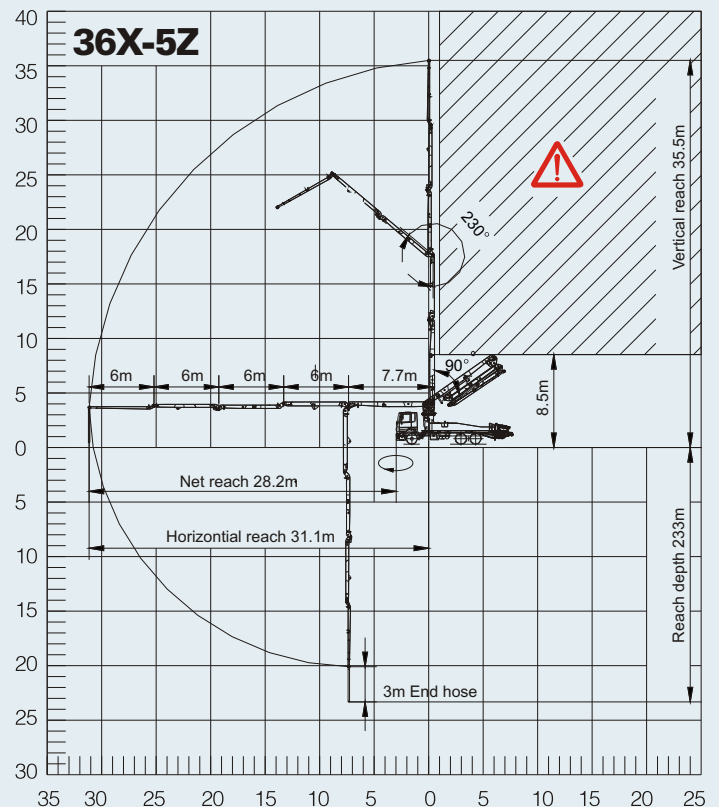 36X-5Z
40
35
30
25
20
15
10
5
0
5
10
15
20
25
30
35 30 25 20 15 10 5 0 5 10 15 20 25
230°
Vertical reach 35.5m
6m 6m 6m 6m 7.7m
90°
8.5m
Net reach 28.2m
Horizontial reach 31.1m
Reach depth 233m
3m End hose